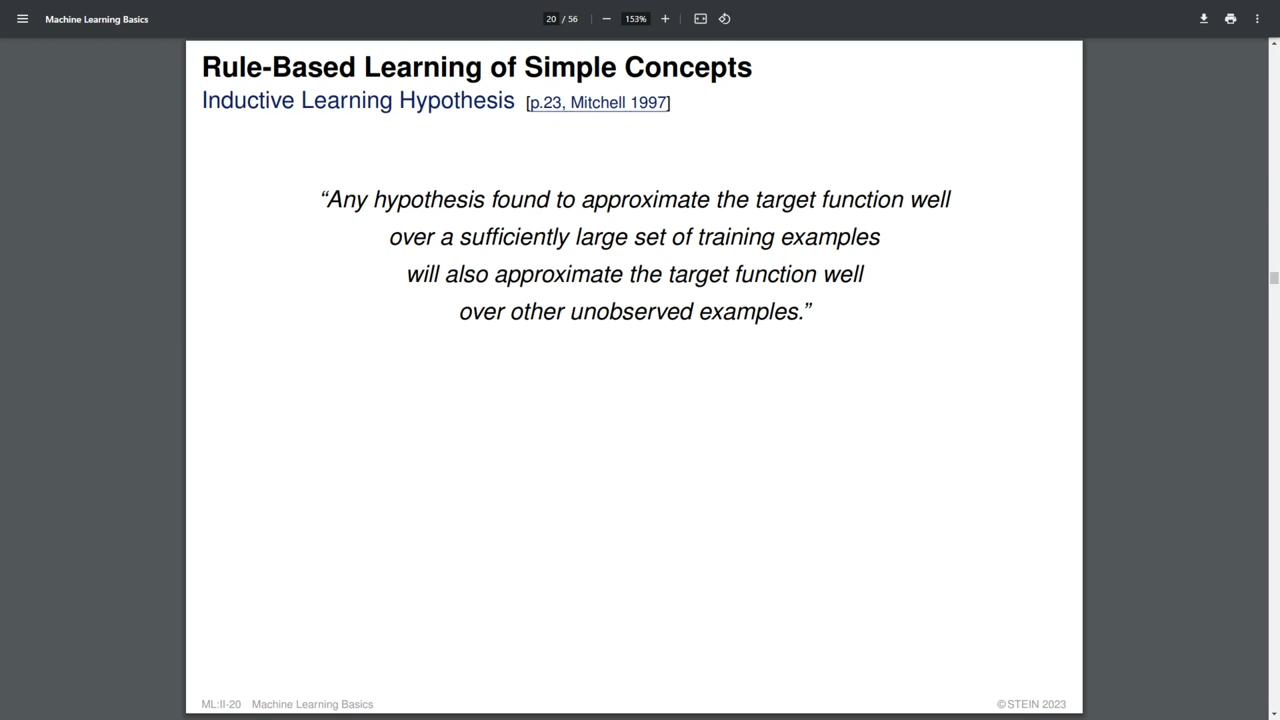 Machine Learning Basics
20 / 56
153%
Rule-Based Learning of Simple Concepts
Inductive Learning Hypothesis [p.23, Mitchell 1997]
“Any hypothesis found to approximate the target function well
over a sufficiently large set of training examples
will also approximate the target function well
over other unobserved examples.”
ML:II-20 Machine Learning Basics
©STEIN 2023